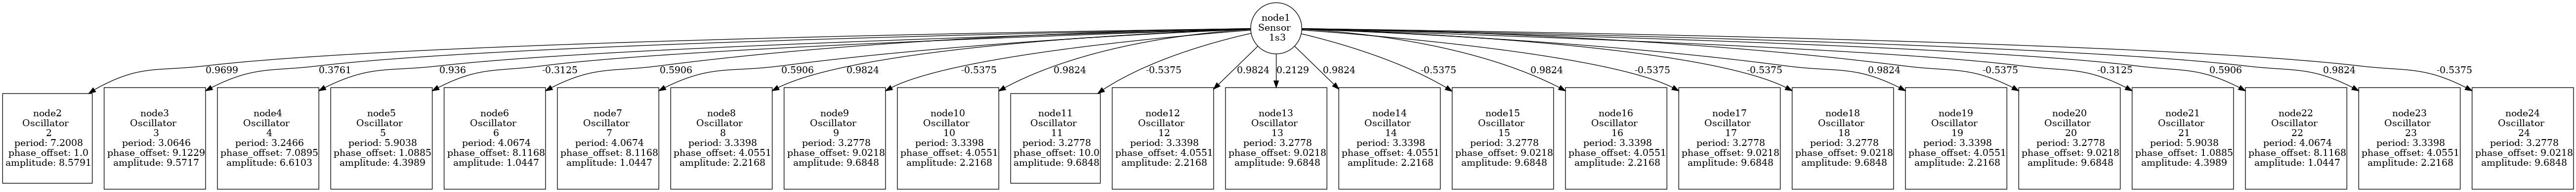 node1
Sensor
1s3
0.9699
0.3761
0.936
-0.3125
0.5906
0.5906
0.9824
-0.5375
0.9824
-0.5375
0.9824
0.2129
0.9824
-0.5375
0.9824
-0.5375
-0.5375
0.9824
-0.5375
-0.3125
0.5906
0.9824
-0.5375
node2
Oscillator
2
period: 7.2008
phase_offset: 1.0
amplitude: 8.5791
node3
Oscillator
3
period: 3.0646
phase_offset: 9.1229
amplitude: 9.5717
node4
Oscillator
4
period: 3.2466
phase_offset: 7.0895
amplitude: 6.6103
node5
Oscillator
5
period: 5.9038
phase_offset: 1.0885
amplitude: 4.3989
node6
Oscillator
6
period: 4.0674
phase_offset: 8.1168
amplitude: 1.0447
node7
Oscillator
7
period: 4.0674
phase_offset: 8.1168
amplitude: 1.0447
node8
Oscillator
8
period: 3.3398
phase_offset: 4.0551
amplitude: 2.2168
node9
Oscillator
9
period: 3.2778
phase_offset: 9.0218
amplitude: 9.6848
node10
Oscillator
10
period: 3.3398
phase_offset: 4.0551
amplitude: 2.2168
node11
Oscillator
11
period: 3.2778
phase_offset: 10.0
amplitude: 9.6848
node12
Oscillator
12
period: 3.3398
phase_offset: 4.0551
amplitude: 2.2168
node13
Oscillator
13
period: 3.2778
phase_offset: 9.0218
amplitude: 9.6848
node14
Oscillator
14
period: 3.3398
phase_offset: 4.0551
amplitude: 2.2168
node15
Oscillator
15
period: 3.2778
phase_offset: 9.0218
amplitude: 9.6848
node16
Oscillator
16
period: 3.3398
phase_offset: 4.0551
amplitude: 2.2168
node17
Oscillator
17
period: 3.2778
phase_offset: 9.0218
amplitude: 9.6848
node18
Oscillator
18
period: 3.2778
phase_offset: 9.0218
amplitude: 9.6848
node19
Oscillator
19
period: 3.3398
phase_offset: 4.0551
amplitude: 2.2168
node20
Oscillator
20
period: 3.2778
phase_offset: 9.0218
amplitude: 9.6848
node21
Oscillator
21
period: 5.9038
phase_offset: 1.0885
amplitude: 4.3989
node22
Oscillator
22
period: 4.0674
phase_offset: 8.1168
amplitude: 1.0447
node23
Oscillator
23
period: 3.3398
phase_offset: 4.0551
amplitude: 2.2168
node24
Oscillator
24
period: 3.2778
phase_offset: 9.0218
amplitude: 9.6848